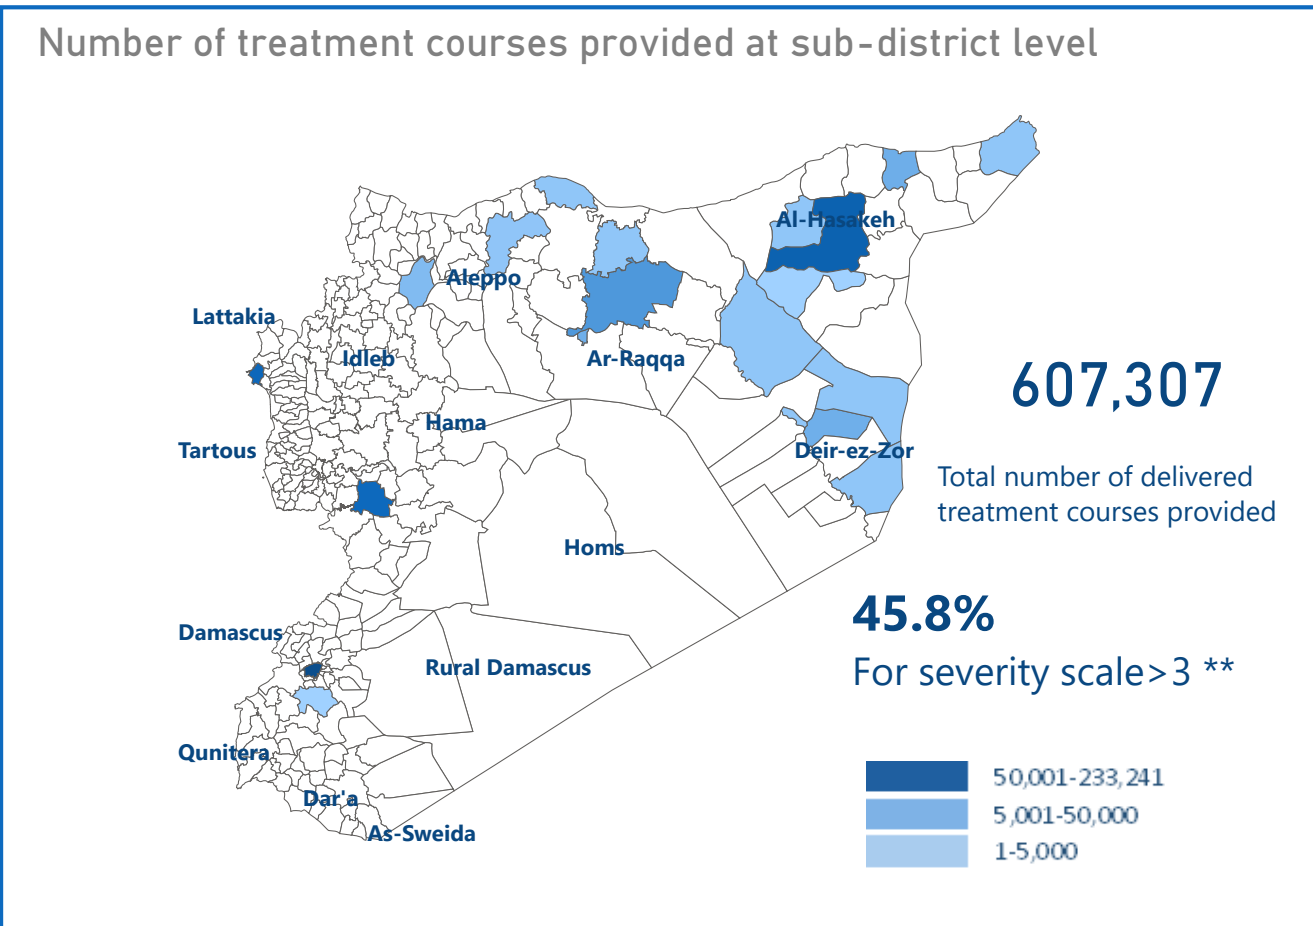 Number of treatment courses provided at sub-district level
Al-Hasakeh
Aleppo
Lattakia
Idleb
Ar-Raqqa
607,307
Hama
Tartous
Deir-ez-Zor
Total number of delivered
treatment courses provided
Homs
45.8%
Damascus
For severity scale>3 **
Rural Damascus
Qunitera
50,001-233,241
Dar'a
5,001-50,000
As-Sweida
1-5,000